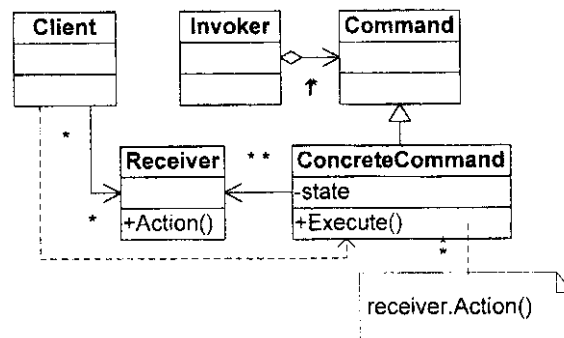 Client
Invoker
Command
*
*
Receiver
* *
ConcreteCommand
-state
+Action()
*
+Execute()
*
*
receiver.Action()